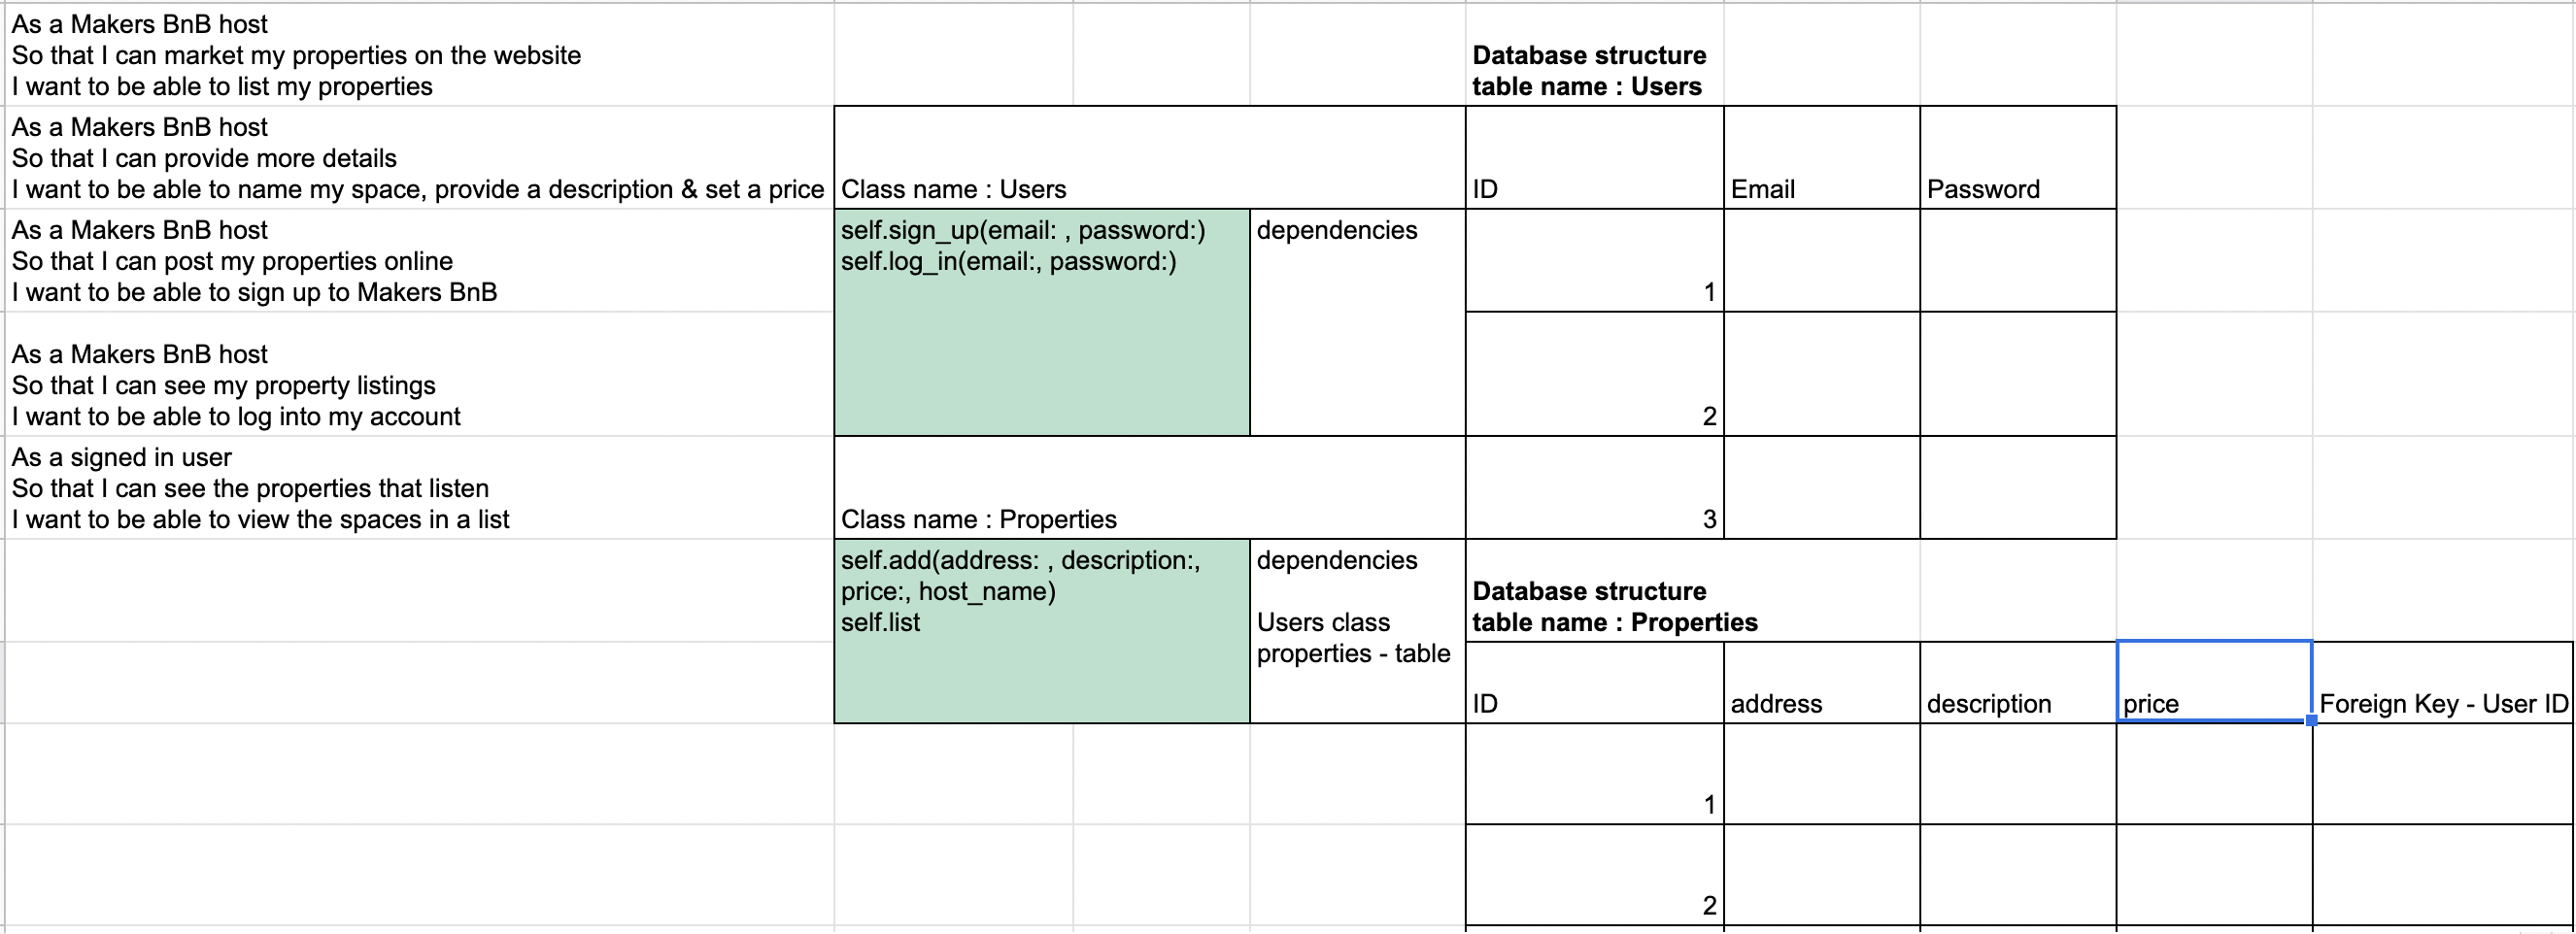 As a Makers BnB host
So that I can market my properties on the website
I want to be able to list my properties
Database structure
table name : Users
As a Makers BnB host
So that I can provide more details
I want to be able to name my space, provide a description & set a price
Class name : Users
ID
Email
Password
As a Makers BnB host
So that I can post my properties online
I want to be able to sign up to Makers BnB
self.sign_up(email: , password:)
self.log_in(email:, password:)
dependencies
1
As a Makers BnB host
So that I can see my property listings
I want to be able to log into my account
2
As a signed in user
So that I can see the properties that listen
I want to be able to view the spaces in a list
Class name : Properties
3
self.add(address: , description:,
price:, host_name)
self.list
dependencies
Users class
properties - table
Database structure
table name : Properties
ID
address
description
price
Foreign Key - User ID
1
2